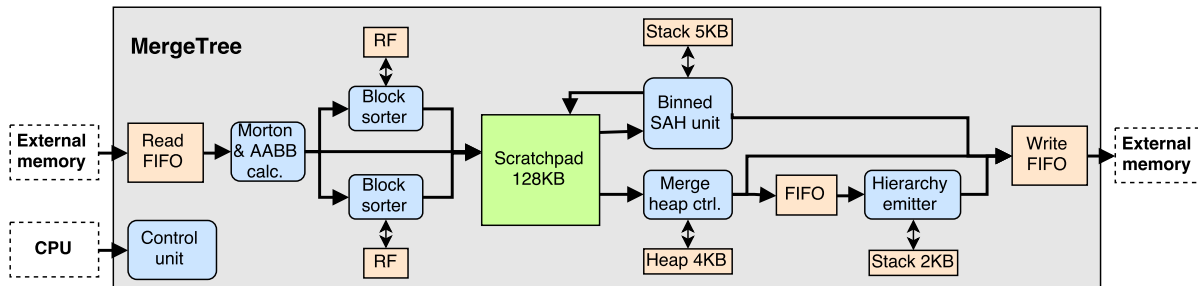 MergeTree
RF
Stack 5KB
Block
sorter
Binned
SAH unit
External
memory
Read
FIFO
Morton
& AABB
calc.
Scratchpad
128KB
Write
FIFO
External
memory
Block
sorter
Merge
heap ctrl.
FIFO
Hierarchy
emitter
CPU
Control
unit
RF
Heap 4KB
Stack 2KB